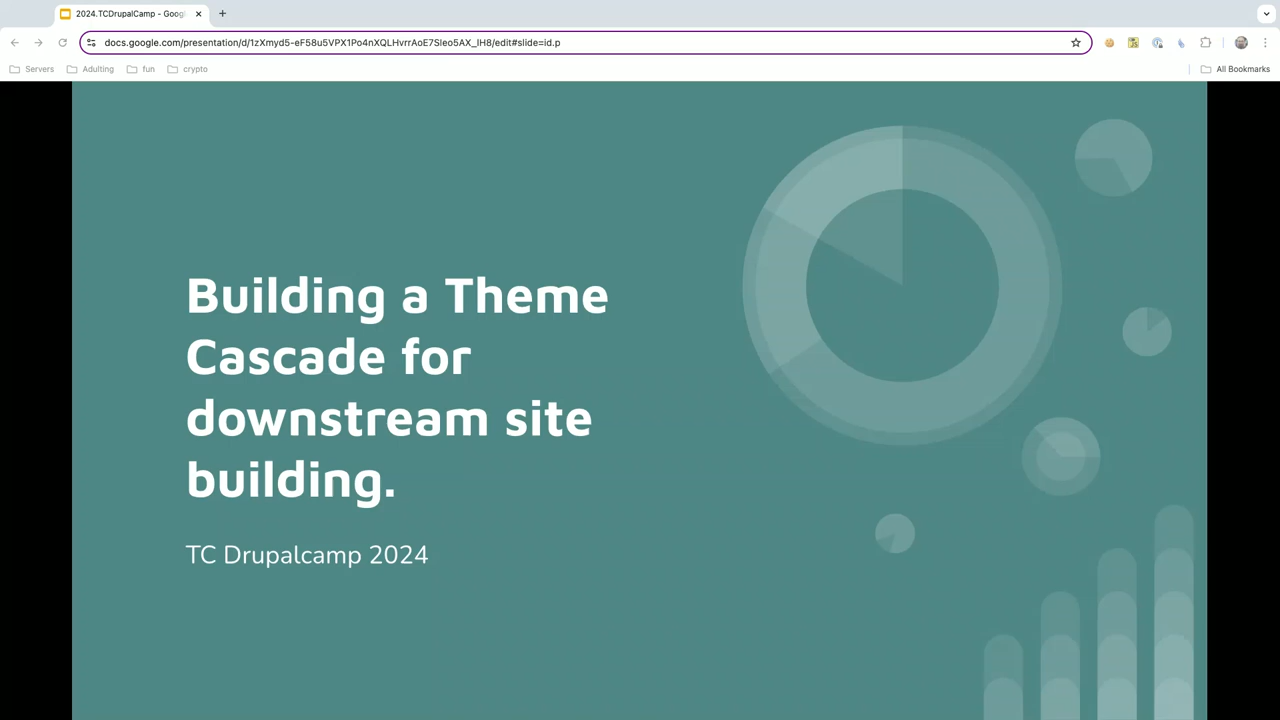 2024.TCDrupalCamp - Goog
docs.google.com/presentation/d/1zXmyd5-eF58u5VPX1Po4nXQLHvrrAoE7Sleo5AX_lH8/edit#slide=id.p
Servers
Adulting
fun
crypto
All Bookmarks
Building a Theme
Cascade for
downstream site
building.
TC Drupalcamp 2024